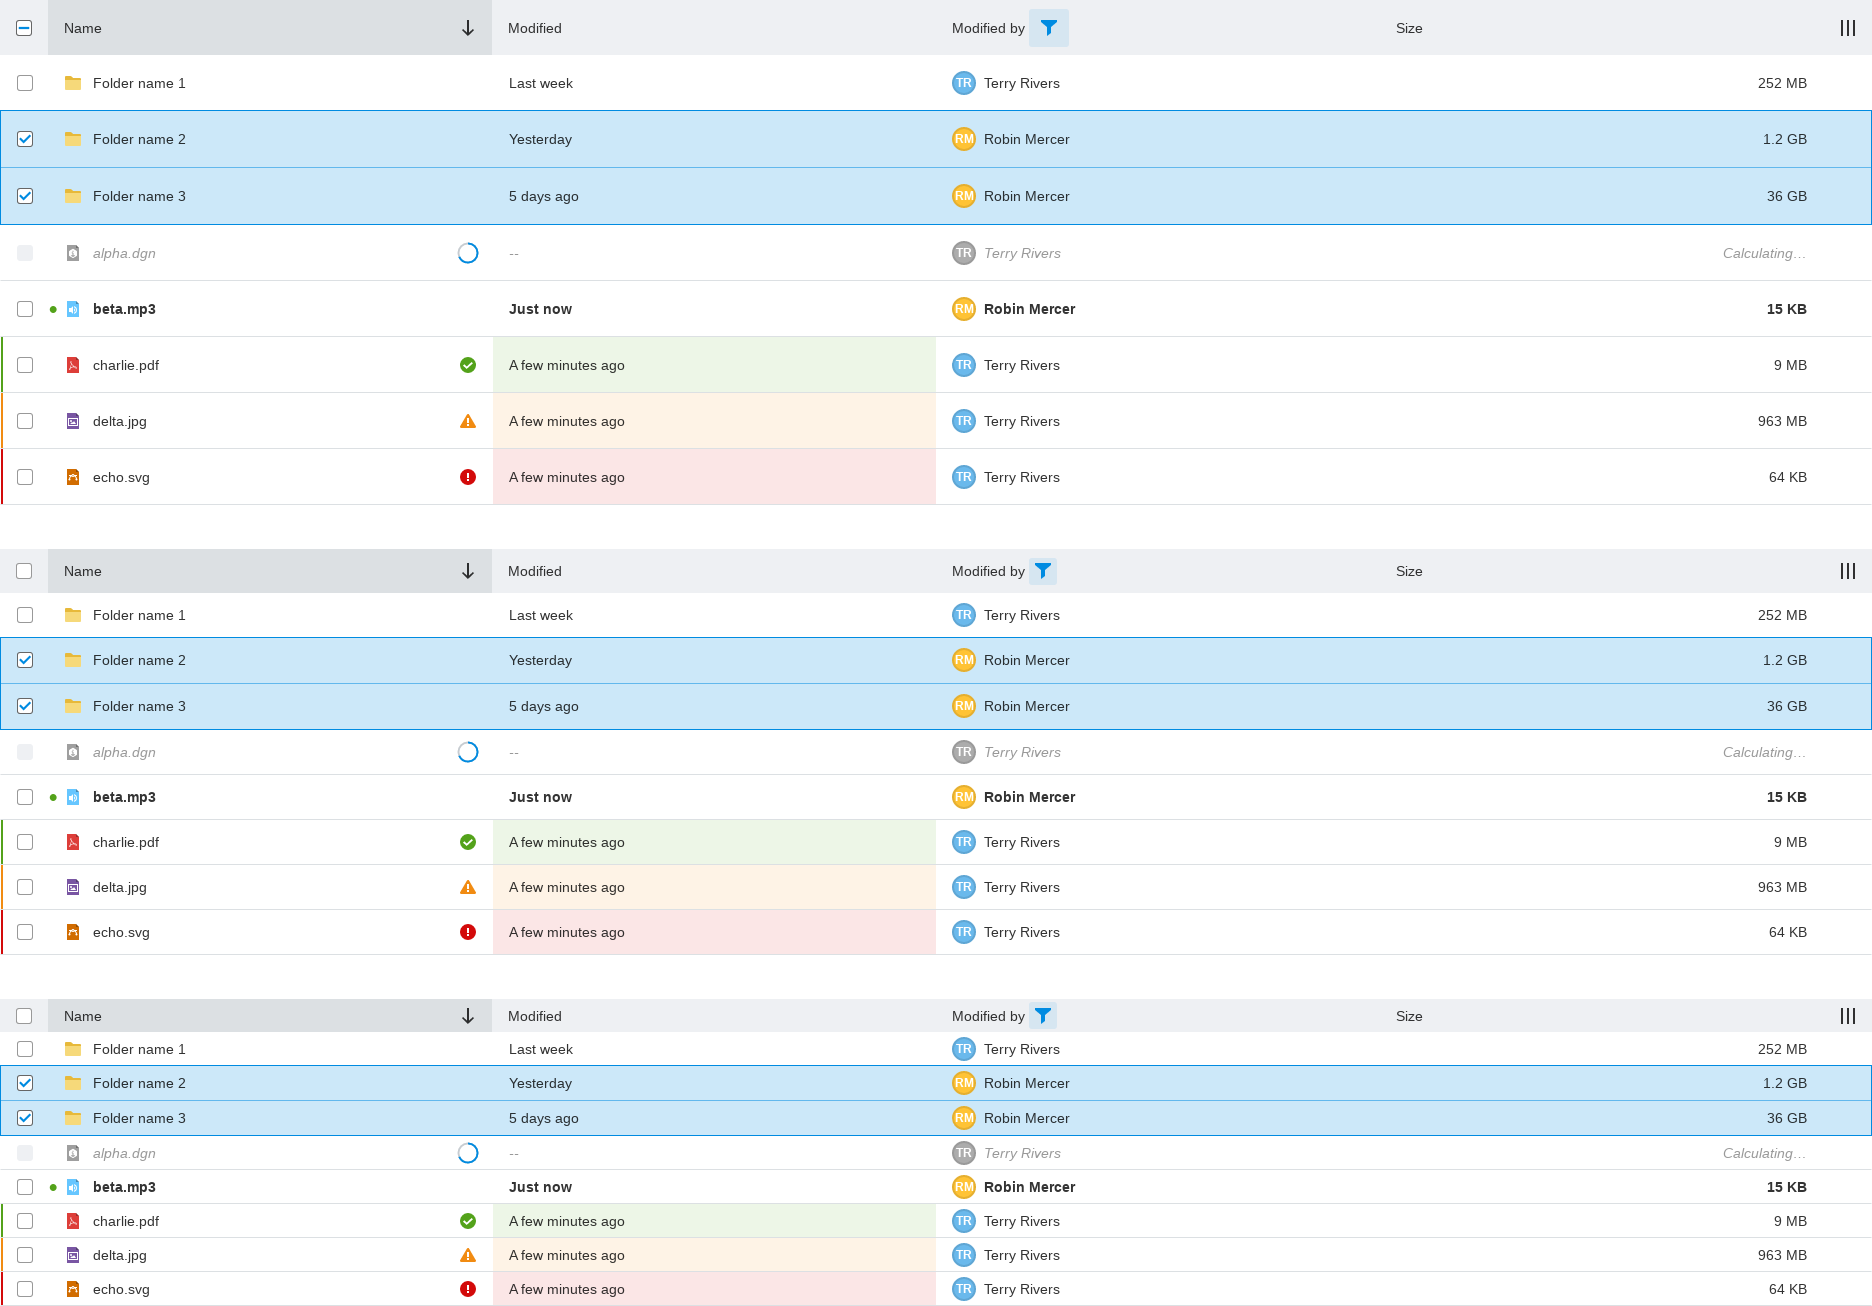 Name Modified Modified by Size
Folder name 1 Last week TR Terry Rivers 252 MB
Folder name 2 Yesterday RM Robin Mercer 1.2 GB
Folder name 3 5 days ago RM Robin Mercer 36 GB
alpha.dgn -- TR Terry Rivers Calculating…
beta.mp3 Just now RM Robin Mercer 15 KB
charlie.pdf A few minutes ago TR Terry Rivers 9 MB
delta.jpg A few minutes ago TR Terry Rivers 963 MB
echo.svg A few minutes ago TR Terry Rivers 64 KB
Name Modified Modified by Size
Folder name 1 Last week TR Terry Rivers 252 MB
Folder name 2 Yesterday RM Robin Mercer 1.2 GB
Folder name 3 5 days ago RM Robin Mercer 36 GB
alpha.dgn -- TR Terry Rivers Calculating…
beta.mp3 Just now RM Robin Mercer 15 KB
charlie.pdf A few minutes ago TR Terry Rivers 9 MB
delta.jpg A few minutes ago TR Terry Rivers 963 MB
echo.svg A few minutes ago TR Terry Rivers 64 KB
Name Modified Modified by Size
Folder name 1 Last week TR Terry Rivers 252 MB
Folder name 2 Yesterday RM Robin Mercer 1.2 GB
Folder name 3 5 days ago RM Robin Mercer 36 GB
alpha.dgn -- TR Terry Rivers Calculating…
beta.mp3 Just now RM Robin Mercer 15 KB
charlie.pdf A few minutes ago TR Terry Rivers 9 MB
delta.jpg A few minutes ago TR Terry Rivers 963 MB
echo.svg A few minutes ago TR Terry Rivers 64 KB